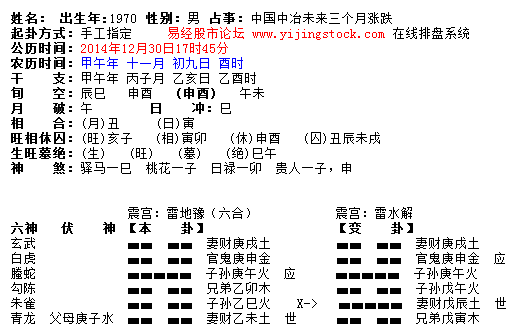 姓名: 出生年:1970 性别: 男 占事: 中国中冶未来三个月涨跌
起卦方式: 手工指定 易经股市论坛 www.yijingstock.com 在线排盘系统
公历时间: 2014年12月30日17时45分
农历时间: 甲午年 十一月 初九日 酉时
干 支: 甲午年 丙子月 乙亥日 乙酉时
旬 空: 辰巳 申酉 (申酉) 午未
月 破: 午 日 冲: 巳
相 合: (月)丑 (日)寅
旺相休囚: (旺)亥子 (相)寅卯 (休)申酉 (囚)丑辰未戌
生旺墓绝: (生) (旺) (墓) (绝)巳午
神 煞: 驿马—巳 桃花—子 日禄—卯 贵人—子,申
震宫: 雷地豫(六合) 震宫: 雷水解
六神 伏 神 【本 卦】 【变 卦】
玄武 妻财庚戌土 妻财庚戌土
白虎 官鬼庚申金 官鬼庚申金 应
螣蛇 子孙庚午火 应 子孙庚午火
勾陈 兄弟乙卯木 子孙戊午火
朱雀 子孙乙巳火 X-> 妻财戊辰土 世
青龙 父母庚子水 妻财乙未土 世 兄弟戊寅木